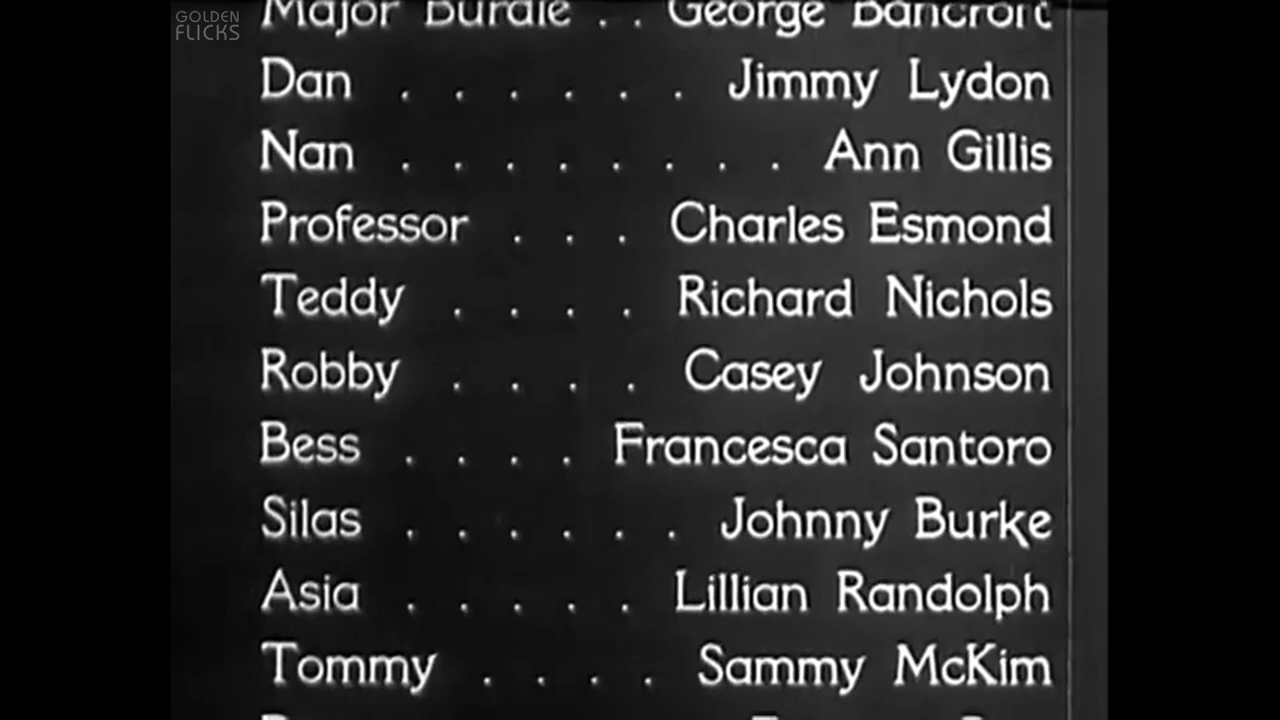 GOLDEN
FLICKS
Major Burdle . . George Bancroft
Dan . . . . . . Jimmy Lydon
Nan . . . . . . . . Ann Gillis
Professor . . . Charles Esmond
Teddy . . . . Richard Nichols
Robby . . . . Casey Johnson
Bess . . . . Francesca Santoro
Silas . . . . . . Johnny Burke
Asia . . . . . Lillian Randolph
Tommy . . . . Sammy McKim